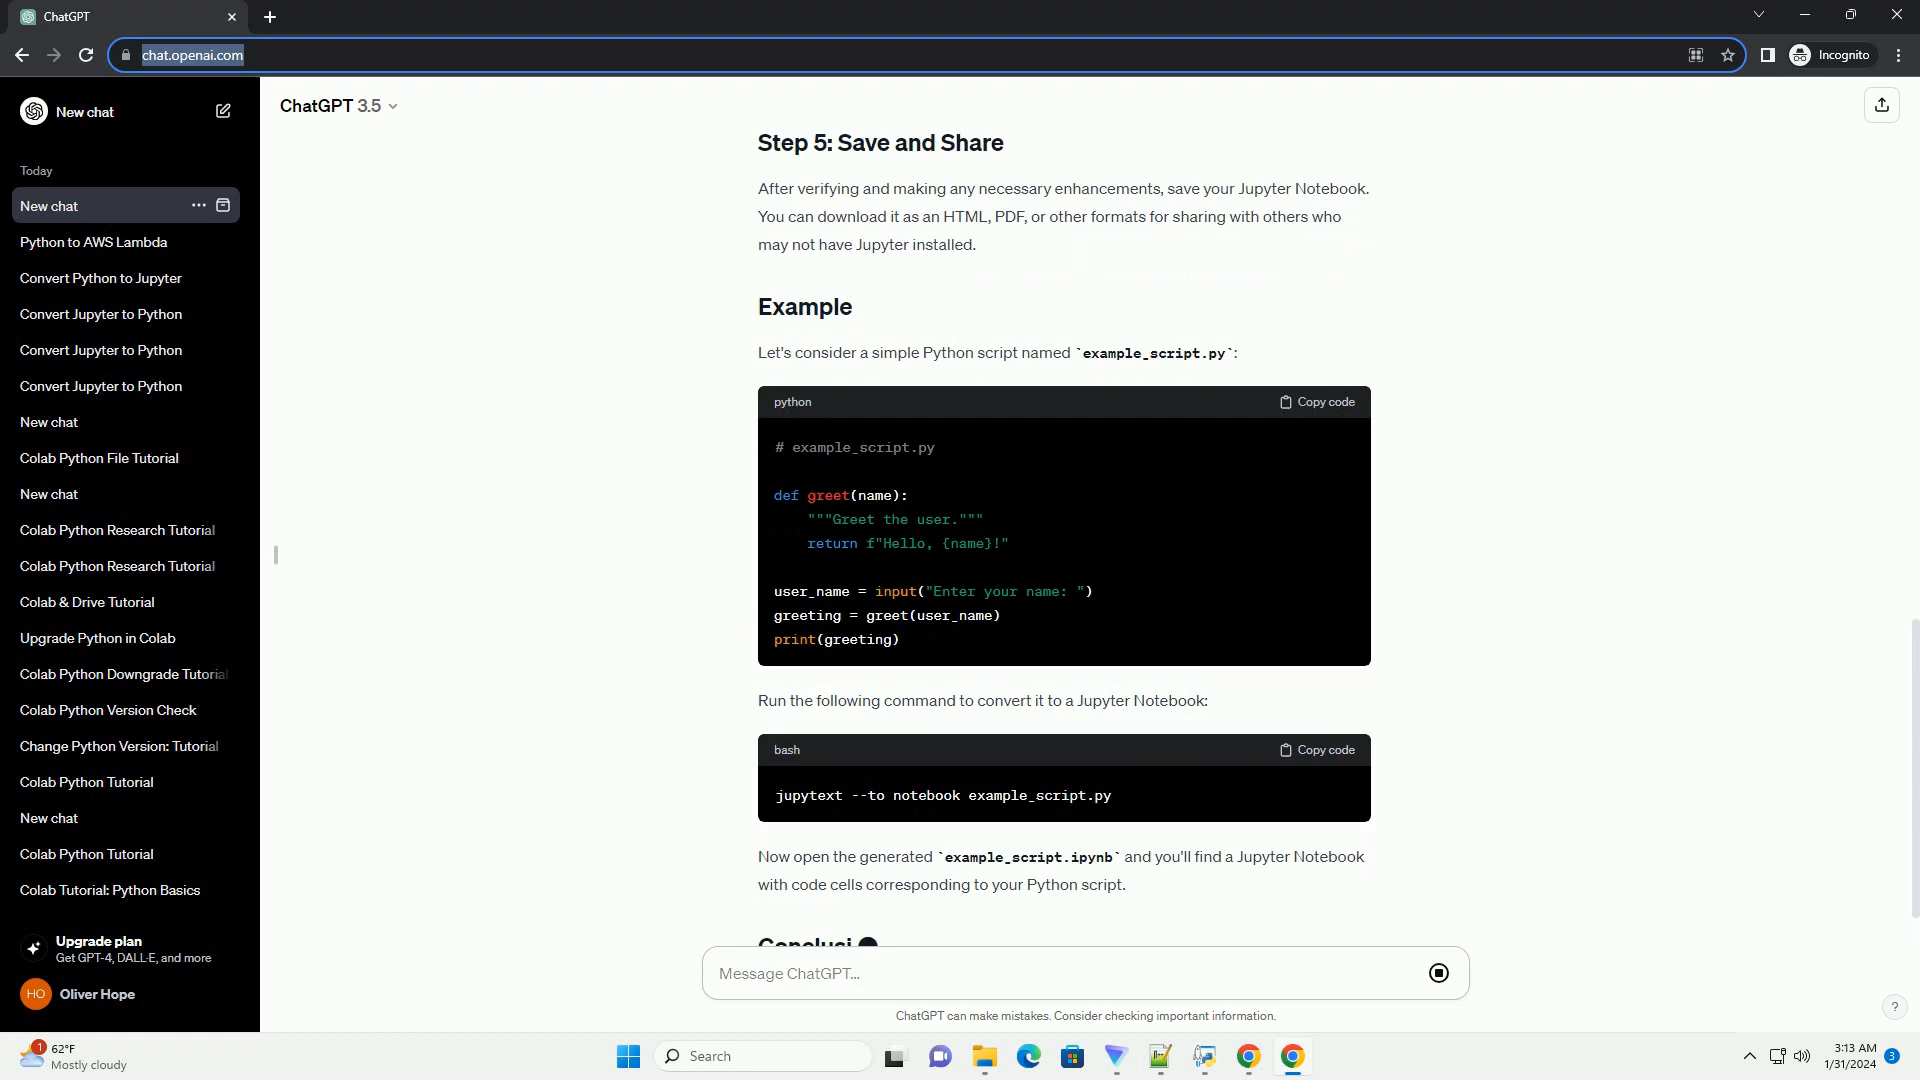 ChatGPT
chat.openai.com
Incognito
New chat
Today
New chat
Python to AWS Lambda
Convert Python to Jupyter
Convert Jupyter to Python
Convert Jupyter to Python
Convert Jupyter to Python
New chat
Colab Python File Tutorial
New chat
Colab Python Research Tutorial
Colab Python Research Tutorial
Colab & Drive Tutorial
Upgrade Python in Colab
Colab Python Downgrade Tutorial
Colab Python Version Check
Change Python Version: Tutorial
Colab Python Tutorial
New chat
Colab Python Tutorial
Colab Tutorial: Python Basics
Upgrade plan
Get GPT-4, DALL·E, and more
HO Oliver Hope
ChatGPT 3.5
Step 5: Save and Share
After verifying and making any necessary enhancements, save your Jupyter Notebook.
You can download it as an HTML, PDF, or other formats for sharing with others who
may not have Jupyter installed.
Example
Let's consider a simple Python script named `example_script.py`:
python Copy code
# example_script.py
def greet(name):
"""Greet the user."""
return f"Hello, {name}!"
user_name = input("Enter your name: ")
greeting = greet(user_name)
print(greeting)
Run the following command to convert it to a Jupyter Notebook:
bash Copy code
jupytext --to notebook example_script.py
Now open the generated `example_script.ipynb` and you'll find a Jupyter Notebook
with code cells corresponding to your Python script.
Conclusi
Message ChatGPT...
ChatGPT can make mistakes. Consider checking important information.
?
1
62°F
Mostly cloudy
Search
3:13 AM
1/31/2024
3